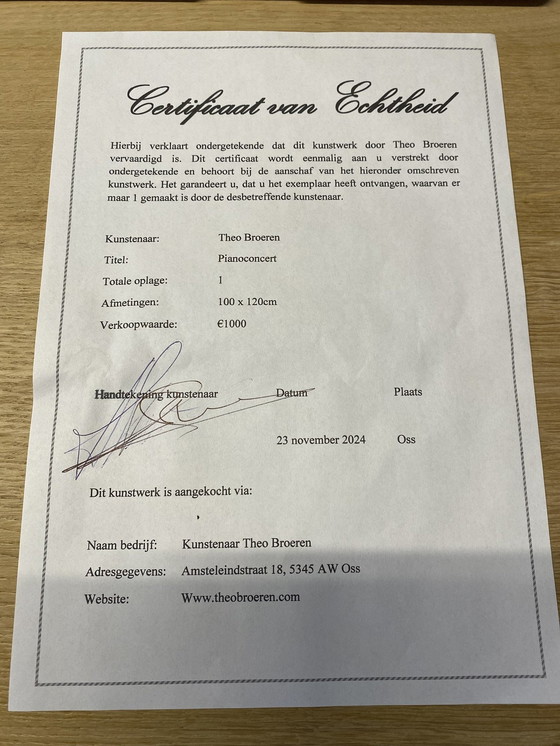 Certificaat van Echtheid
Hierbij verklaart ondergetekende dat dit kunstwerk door Theo Broeren
vervaardigd is. Dit certificaat wordt eenmalig aan u verstrekt door
ondergetekende en behoort bij de aanschaf van het hieronder omschreven
kunstwerk. Het garandeert u, dat u het exemplaar heeft ontvangen, waarvan er
maar 1 gemaakt is door de desbetreffende kunstenaar.
Kunstenaar: Theo Broeren
Titel: Pianoconcert
Totale oplage: 1
Afmetingen: 100 x 120cm
Verkoopwaarde: €1000
Handtekening kunstenaar Datum Plaats
23 november 2024 Oss
Dit kunstwerk is aangekocht via:
Naam bedrijf: Kunstenaar Theo Broeren
Adresgegevens: Amsteleindstraat 18, 5345 AW Oss
Website: Www.theobroeren.com